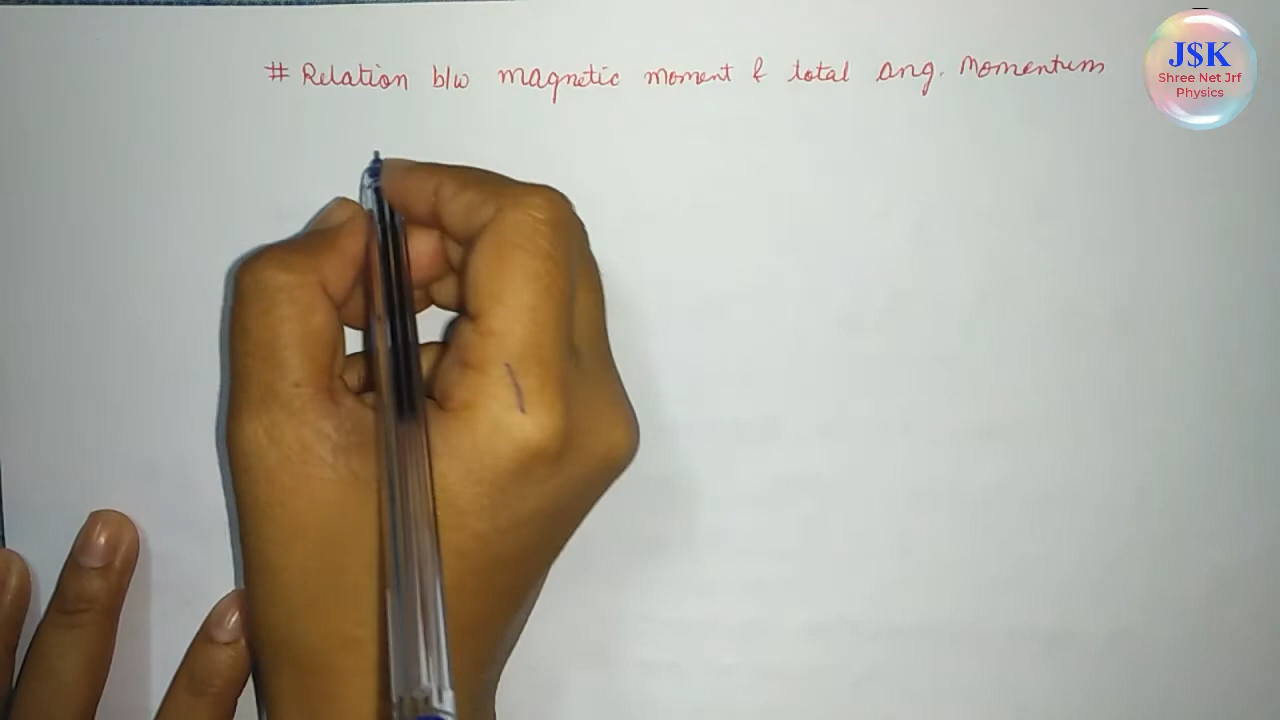 # Relation b/w magnetic moment & total ang. Momentum
JSK
Shree Net Jrf
Physics